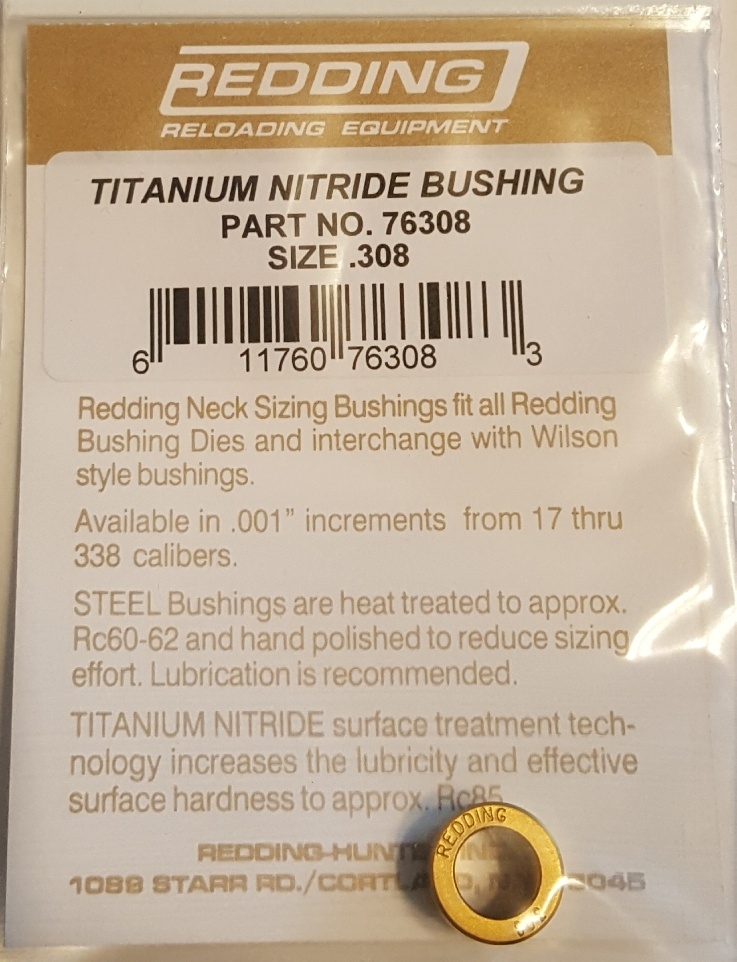 REDDING
RELOADING EQUIPMENT
TITANIUM NITRIDE BUSHING
PART NO. 76308
SIZE .308
6 11760 76308 3
Redding Neck Sizing Bushings fit all Redding
Bushing Dies and interchange with Wilson
style bushings.
Available in .001” increments from 17 thru
338 calibers.
STEEL Bushings are heat treated to approx.
Rc60-62 and hand polished to reduce sizing
effort. Lubrication is recommended.
TITANIUM NITRIDE surface treatment tech-
nology increases the lubricity and effective
surface hardness to approx. Rc85
REDDING
1088 STARR RD./